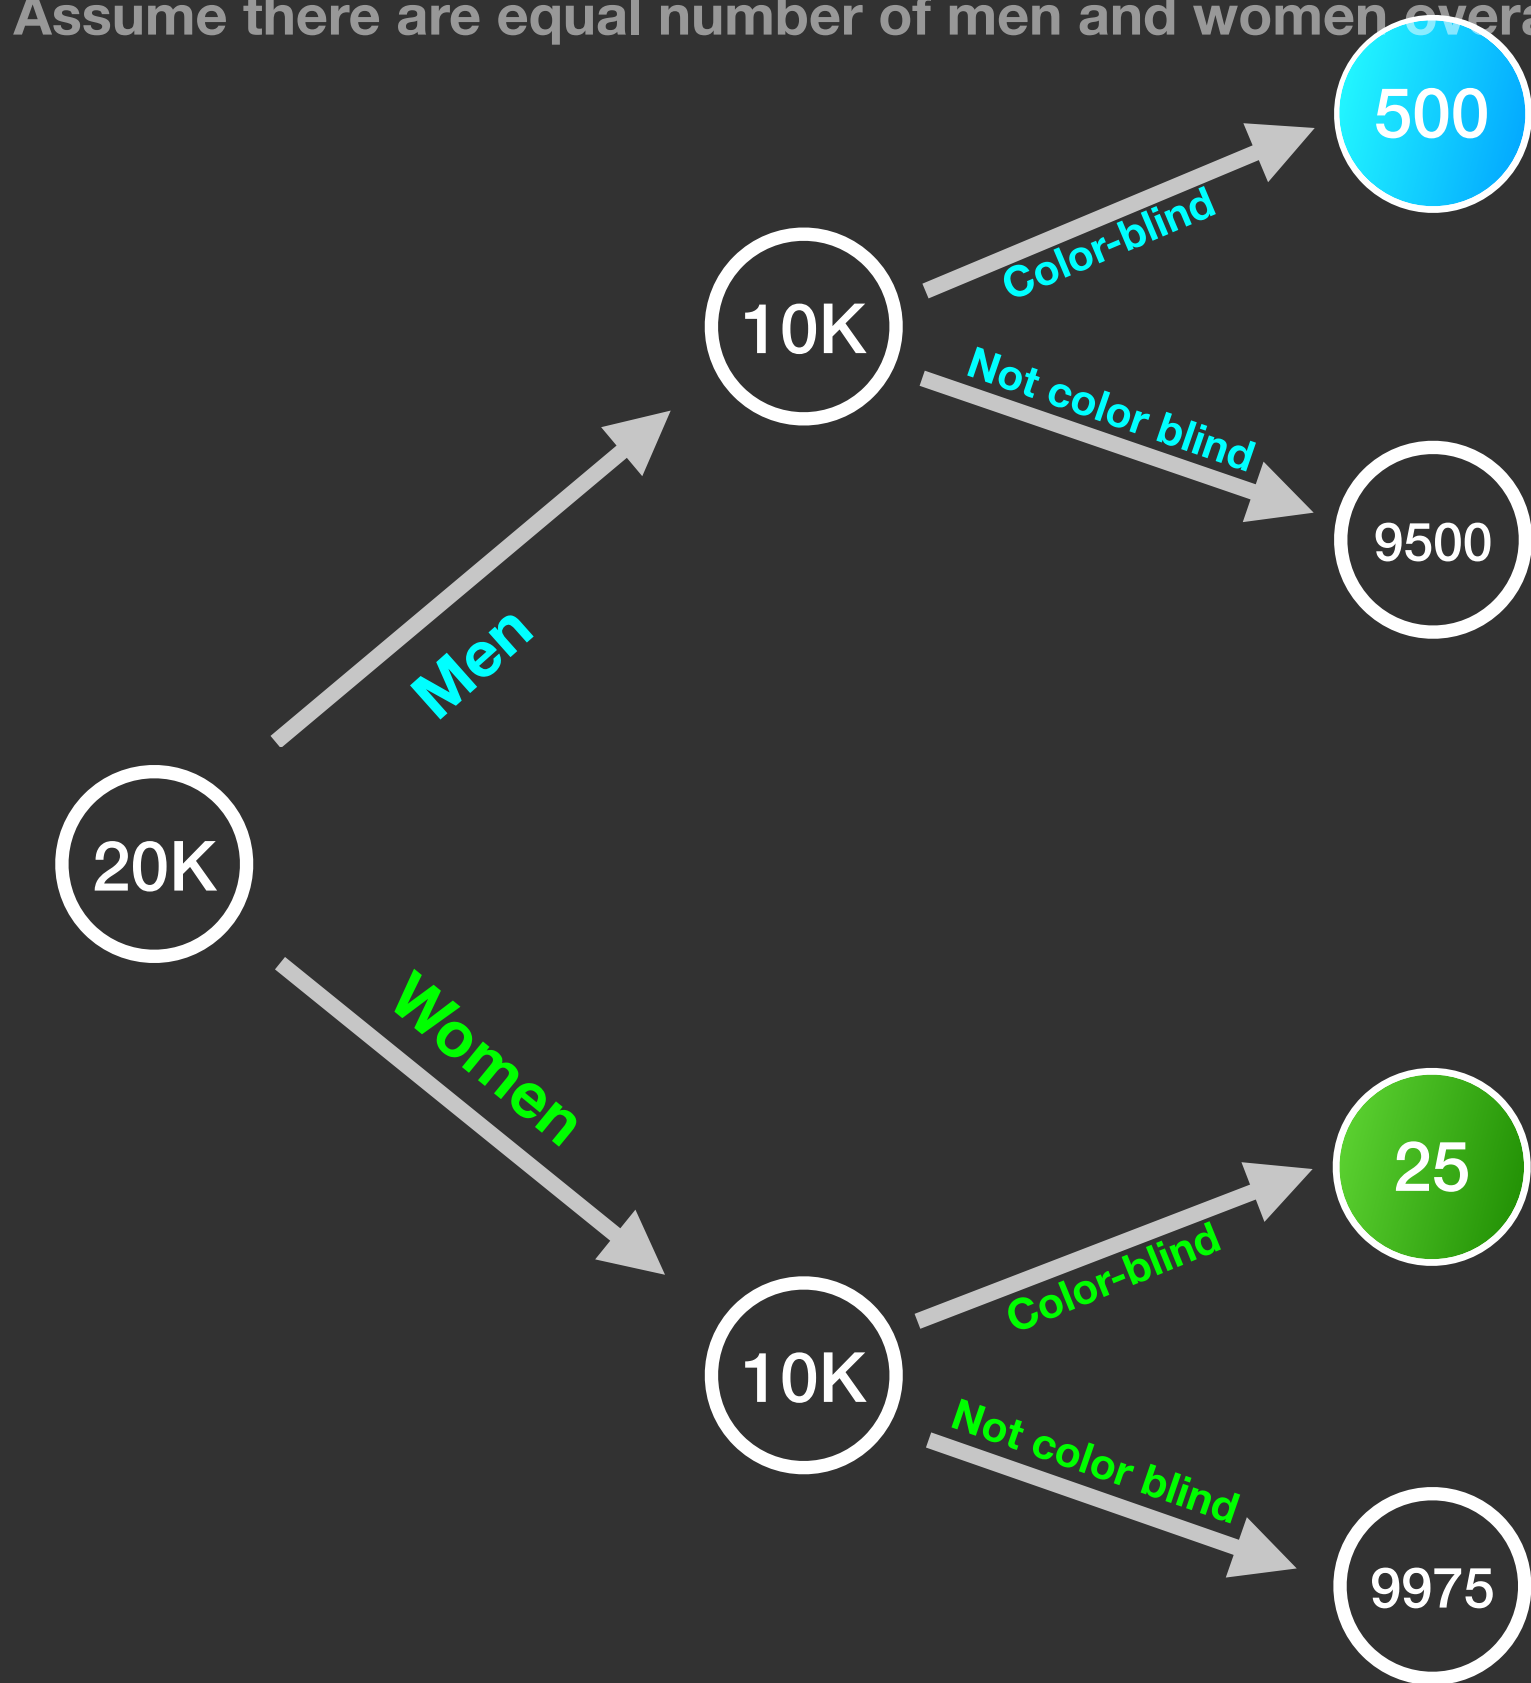 Assume there are equal number of men and women
500
Color-blind
10K
Not color blind
9500
Men
20K
Women
25
Color-blind
10K
Not color blind
9975